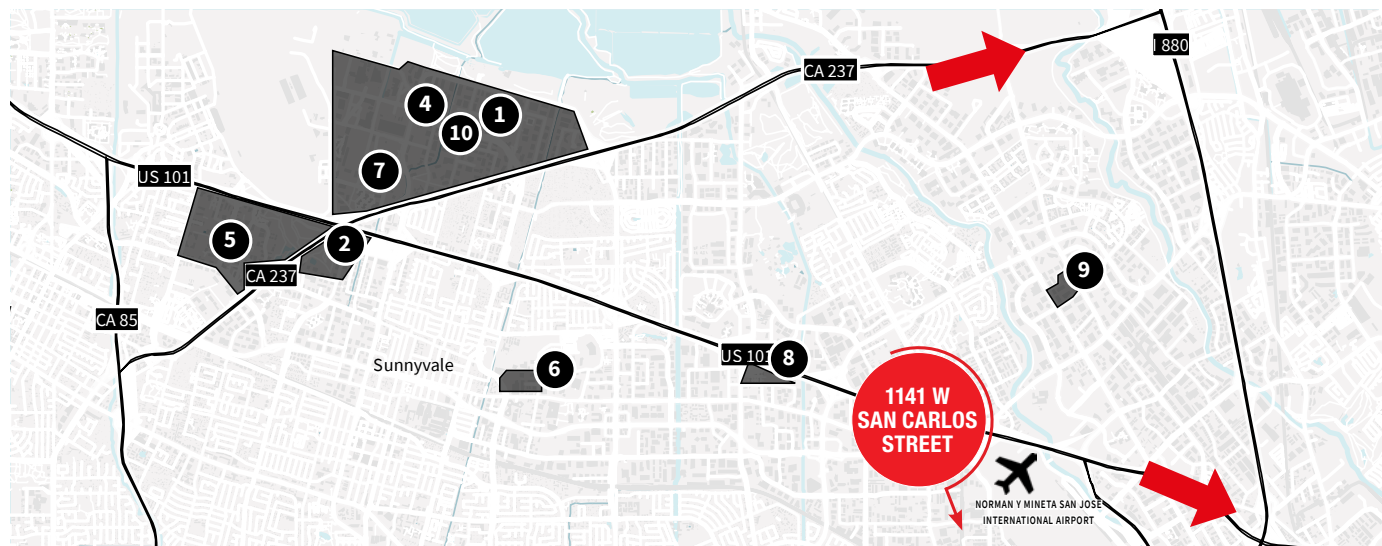 I 880
CA 237
4
1
10
7
US 101
5
2
CA 237
9
CA 85
Sunnyvale
6
US 101
8
1141 W
SAN CARLOS
STREET
NORMAN Y MINETA SAN JOSE
INTERNATIONAL AIRPORT